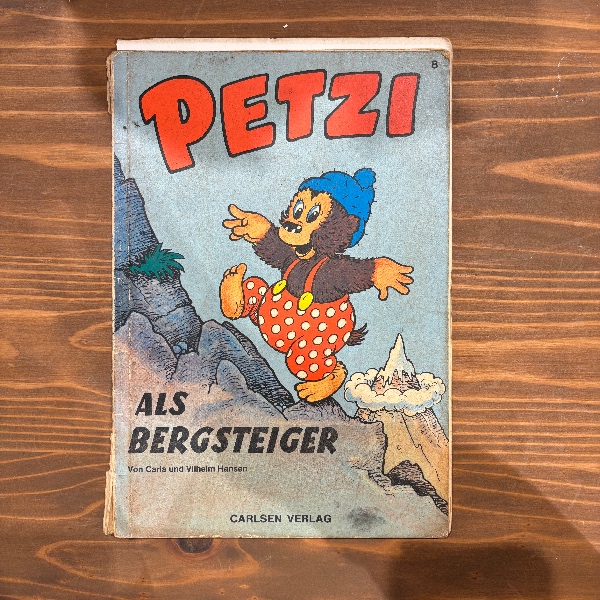 8
PETZI
ALS
BERGSTEIGER
Von Carla und Vilhelm Hansen
CARLSEN VERLAG